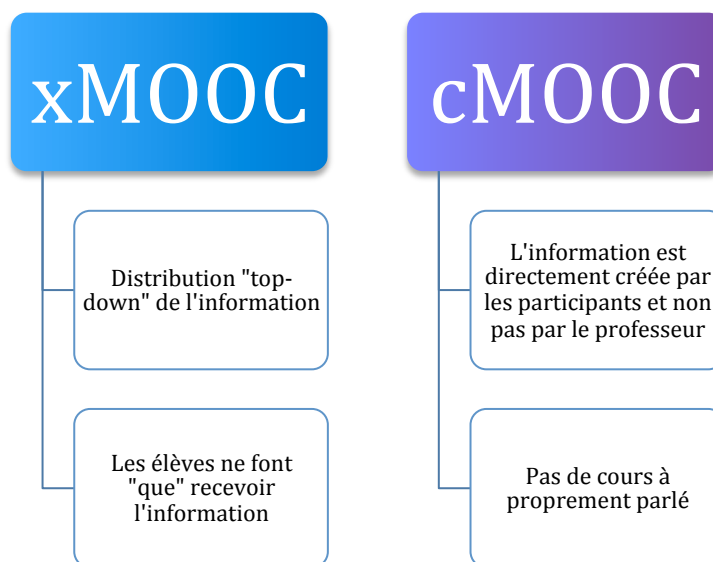 xMOOC
Distribution "top-
down" de l'information
Les élèves ne font
"que" recevoir
l'information
cMOOC
L'information est
directement créée par
les participants et non
pas par le professeur
Pas de cours à
proprement parlé